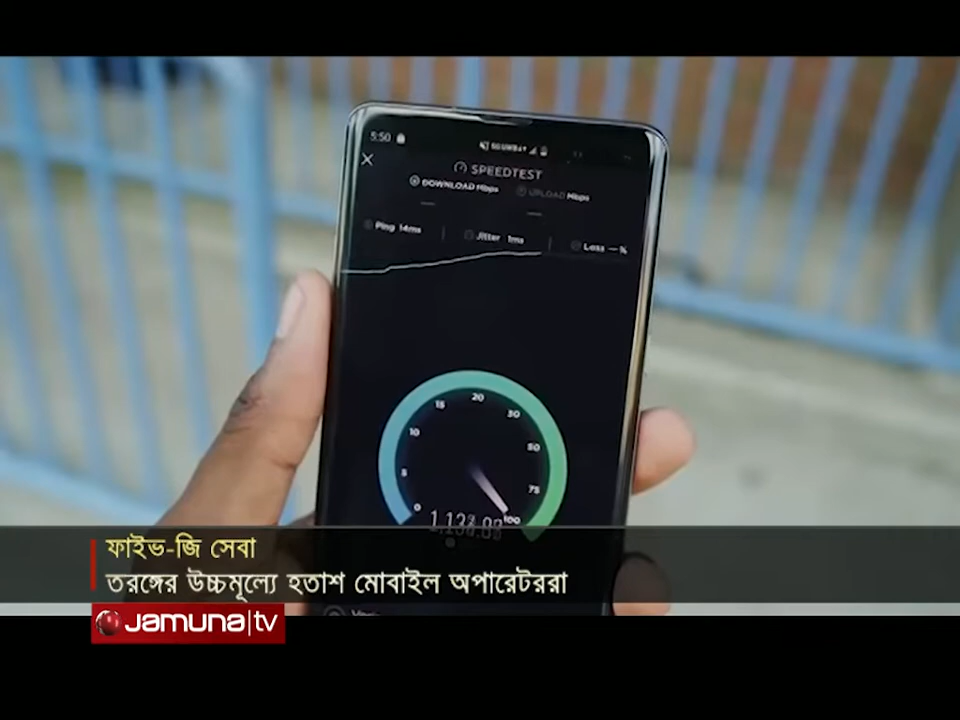 5:50
SPEEDTEST
DOWNLOAD Mbps UPLOAD Mbps
Ping 14ms Jitter 1ms Loss — %
0 5 10 15 20 30 50 75 100
ফাইভ-জি সেবা
তরঙ্গের উচ্চমূল্যে হতাশ মোবাইল অপারেটররা
Jamuna|tv